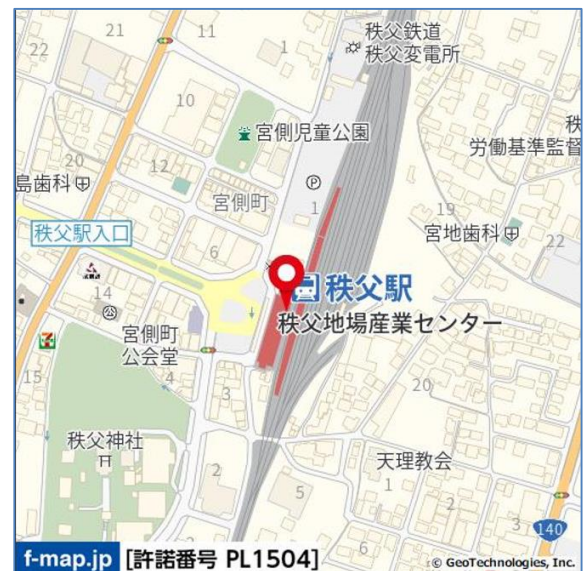 21
11
22
1
秩父鉄道
秩父変電所
10
宮側児童公園
秩
労働基準監督
20
12
島歯科
宮側町
P
1
19
宮地歯科
22
秩父駅入口
6
14
秩父駅
秩父地場産業センター
宮側町
公会堂
15
4
3
20
秩父神社
天理教会
2
5
1
2
3
6
140
f-map.jp [許諾番号 PL1504]
© GeoTechnologies, Inc.